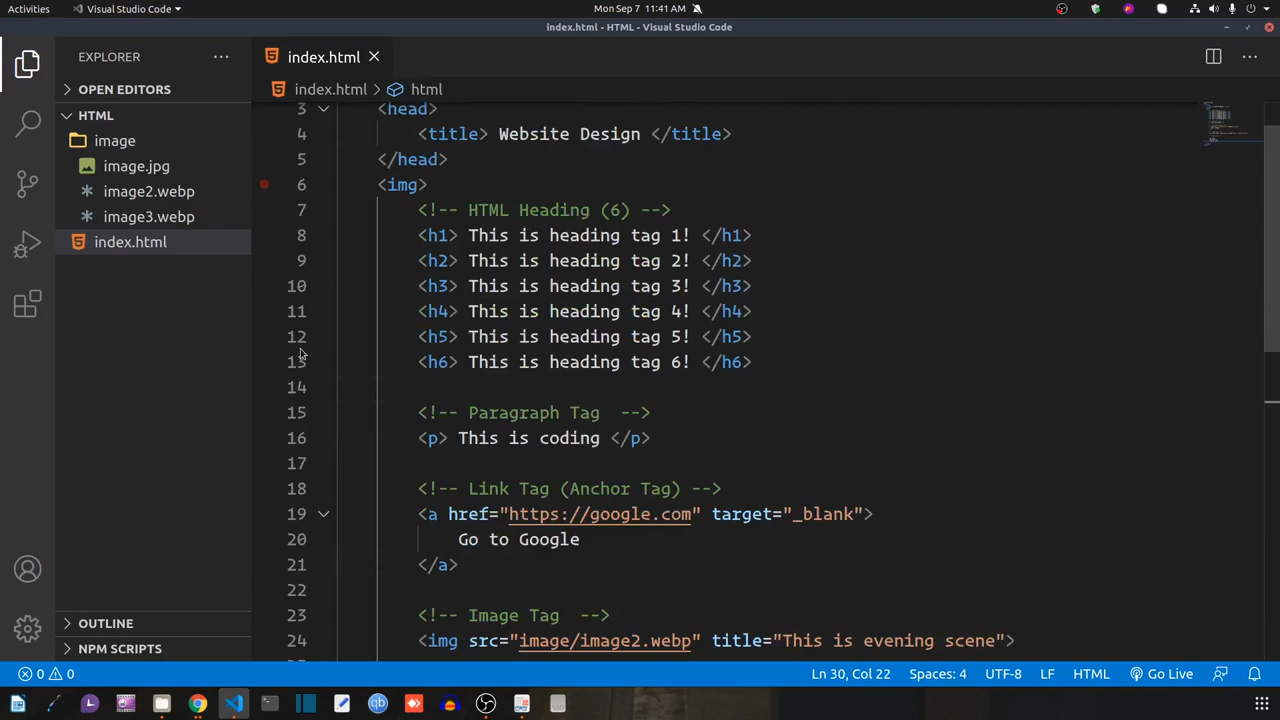 Activities
Visual Studio Code
Mon Sep 7 11:41 AM
index.html - HTML - Visual Studio Code
EXPLORER
index.html
OPEN EDITORS
index.html
html
HTML
image
image.jpg
image2.webp
image3.webp
index.html
3 <head>
4 <title> Website Design </title>
5 </head>
6 <img>
7 <!-- HTML Heading (6) -->
8 <h1> This is heading tag 1! </h1>
9 <h2> This is heading tag 2! </h2>
10 <h3> This is heading tag 3! </h3>
11 <h4> This is heading tag 4! </h4>
12 <h5> This is heading tag 5! </h5>
13 <h6> This is heading tag 6! </h6>
14
15 <!-- Paragraph Tag -->
16 <p> This is coding </p>
17
18 <!-- Link Tag (Anchor Tag) -->
19 <a href="https://google.com" target="_blank">
20 Go to Google
21 </a>
22
23 <!-- Image Tag -->
24 <img src="image/image2.webp" title="This is evening scene">
OUTLINE
NPM SCRIPTS
0 0
Ln 30, Col 22
Spaces: 4
UTF-8
LF
HTML
Go Live
qb